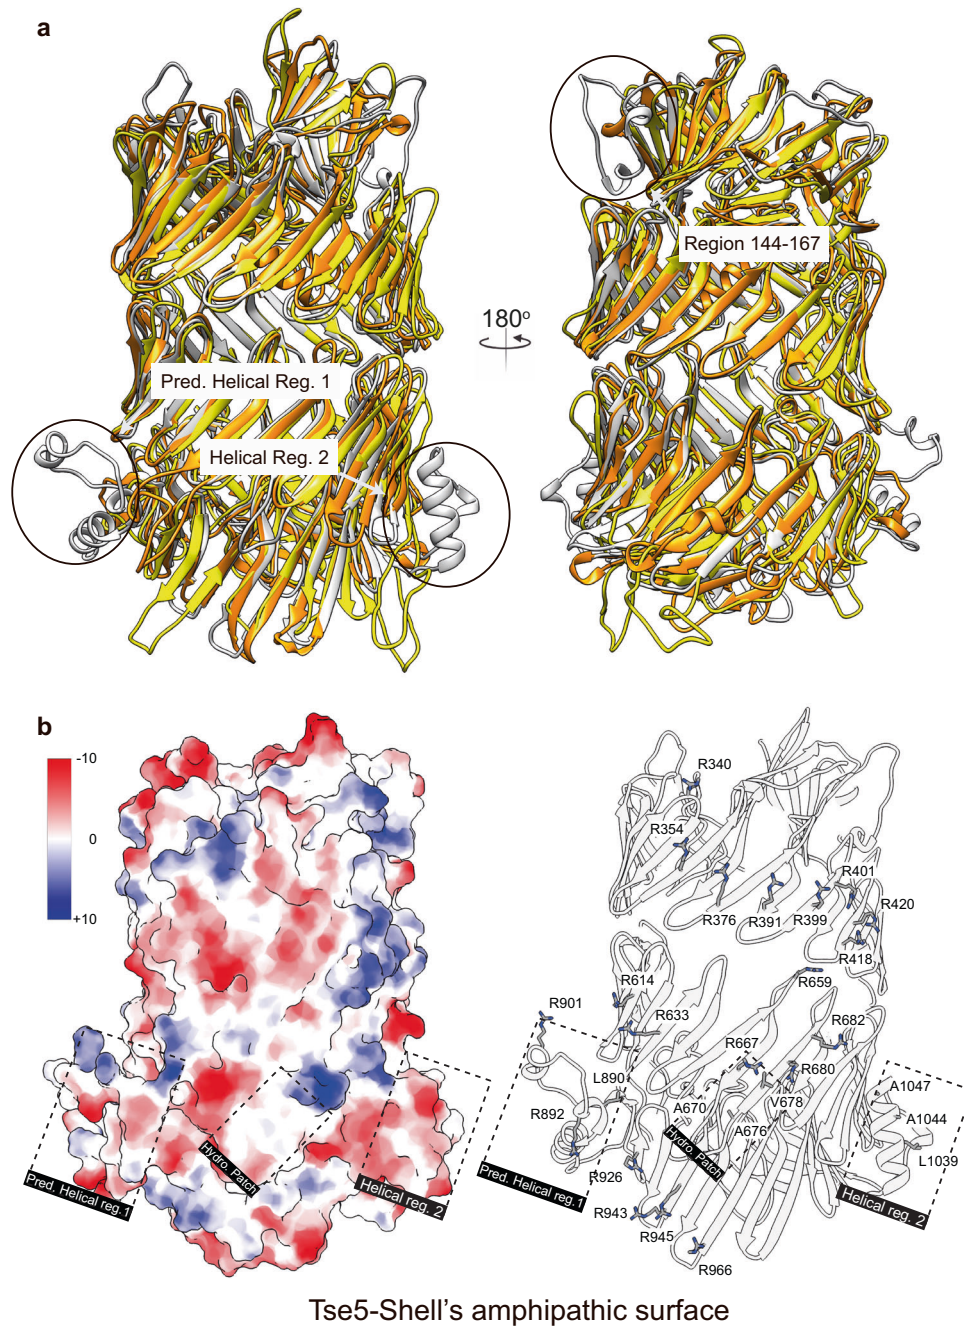 a
Region 144-167
180°
Pred. Helical Reg. 1
Helical Reg. 2
b
-10
0
+10
Pred. Helical reg.1
Hydro. Patch
Helical reg. 2
R340
R354
R376
R391
R399
R401
R420
R418
R659
R614
R633
R901
R682
R667
R680
L890
A670
V678
A1047
R892
A676
A1044
L1039
Hydro. Patch
Pred. Helical reg.1
R926
Helical reg. 2
R943
R945
R966
Tse5-Shell's amphipathic surface